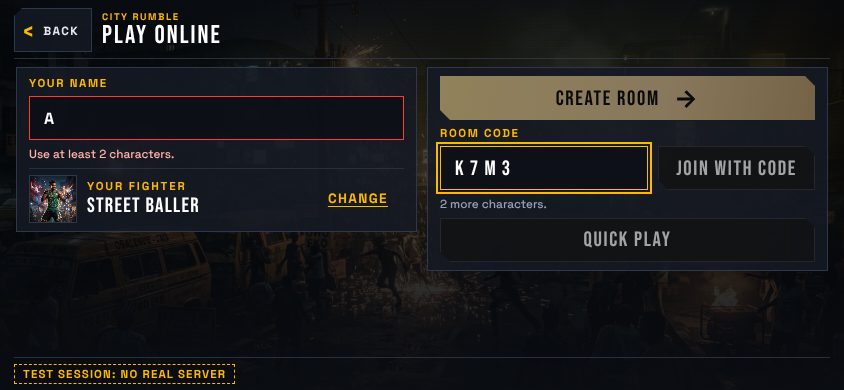 < BACK
CITY RUMBLE
PLAY ONLINE
YOUR NAME
A
Use at least 2 characters.
YOUR FIGHTER
STREET BALLER
CHANGE
CREATE ROOM →
ROOM CODE
K7M3
JOIN WITH CODE
2 more characters.
QUICK PLAY
TEST SESSION: NO REAL SERVER